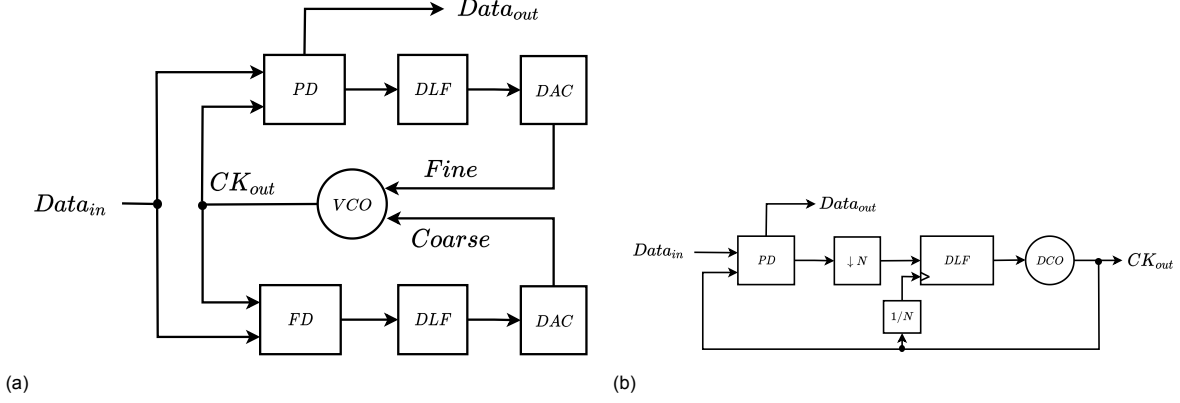 Data_out
PD
DLF
DAC
Fine
CK_out
Data_in
VCO
Coarse
FD
DLF
DAC
(a)
Data_out
Data_in
PD
↓ N
DLF
DCO
CK_out
1/N
(b)